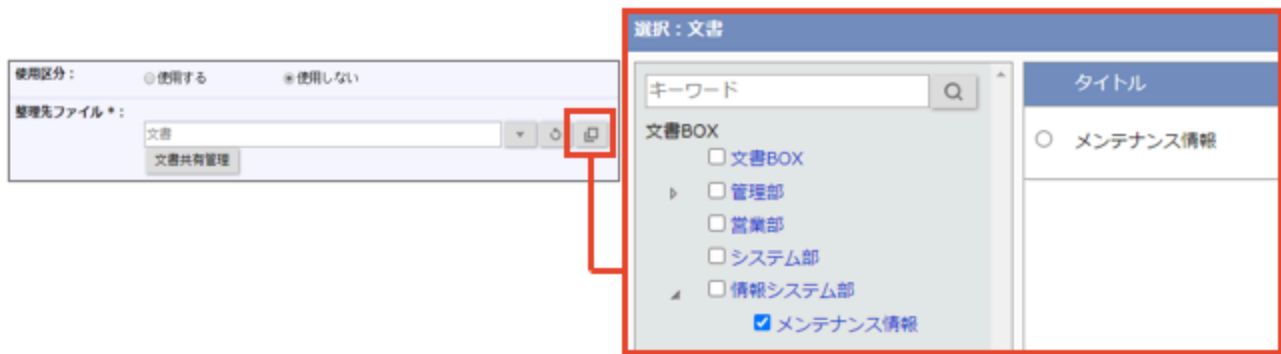 使用区分：
使用する
使用しない
整理先ファイル *：
文書
文書共有管理
選択：文書
キーワード
文書BOX
文書BOX
管理部
営業部
システム部
情報システム部
メンテナンス情報
タイトル
メンテナンス情報